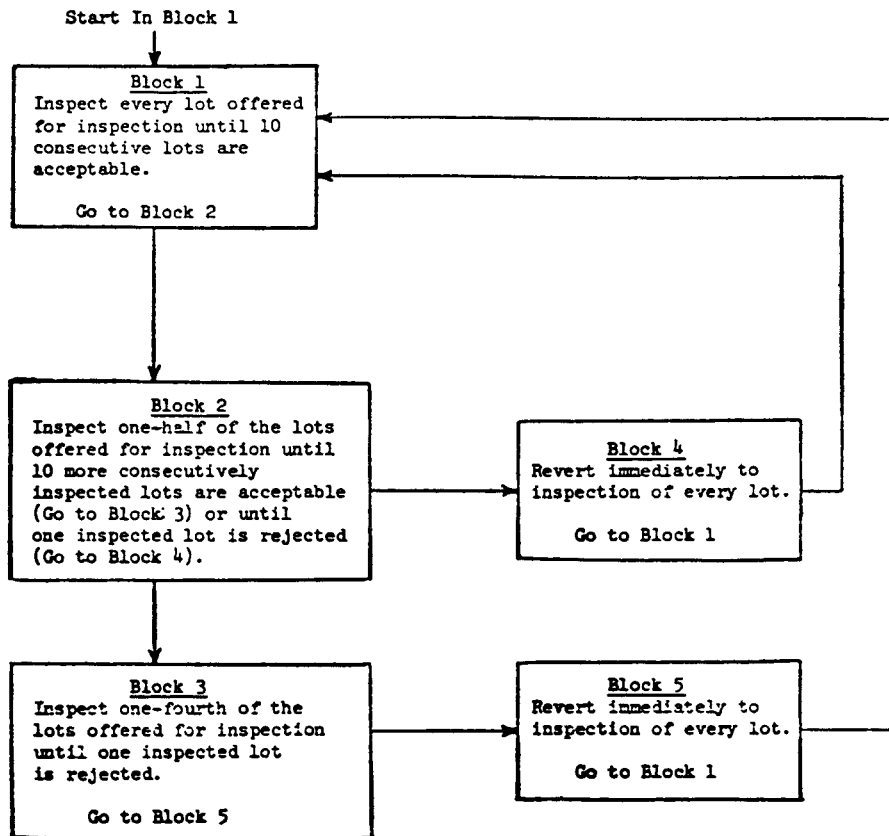 Start In Block 1
Block 1
Inspect every lot offered
for inspection until 10
consecutive lots are
acceptable.
Go to Block 2
Block 2
Inspect one-half of the lots
offered for inspection until
10 more consecutively
inspected lots are acceptable
(Go to Block 3) or until
one inspected lot is rejected
(Go to Block 4).
Block 4
Revert immediately to
inspection of every lot.
Go to Block 1
Block 3
Inspect one-fourth of the
lots offered for inspection
until one inspected lot
is rejected.
Go to Block 5
Block 5
Revert immediately to
inspection of every lot.
Go to Block 1